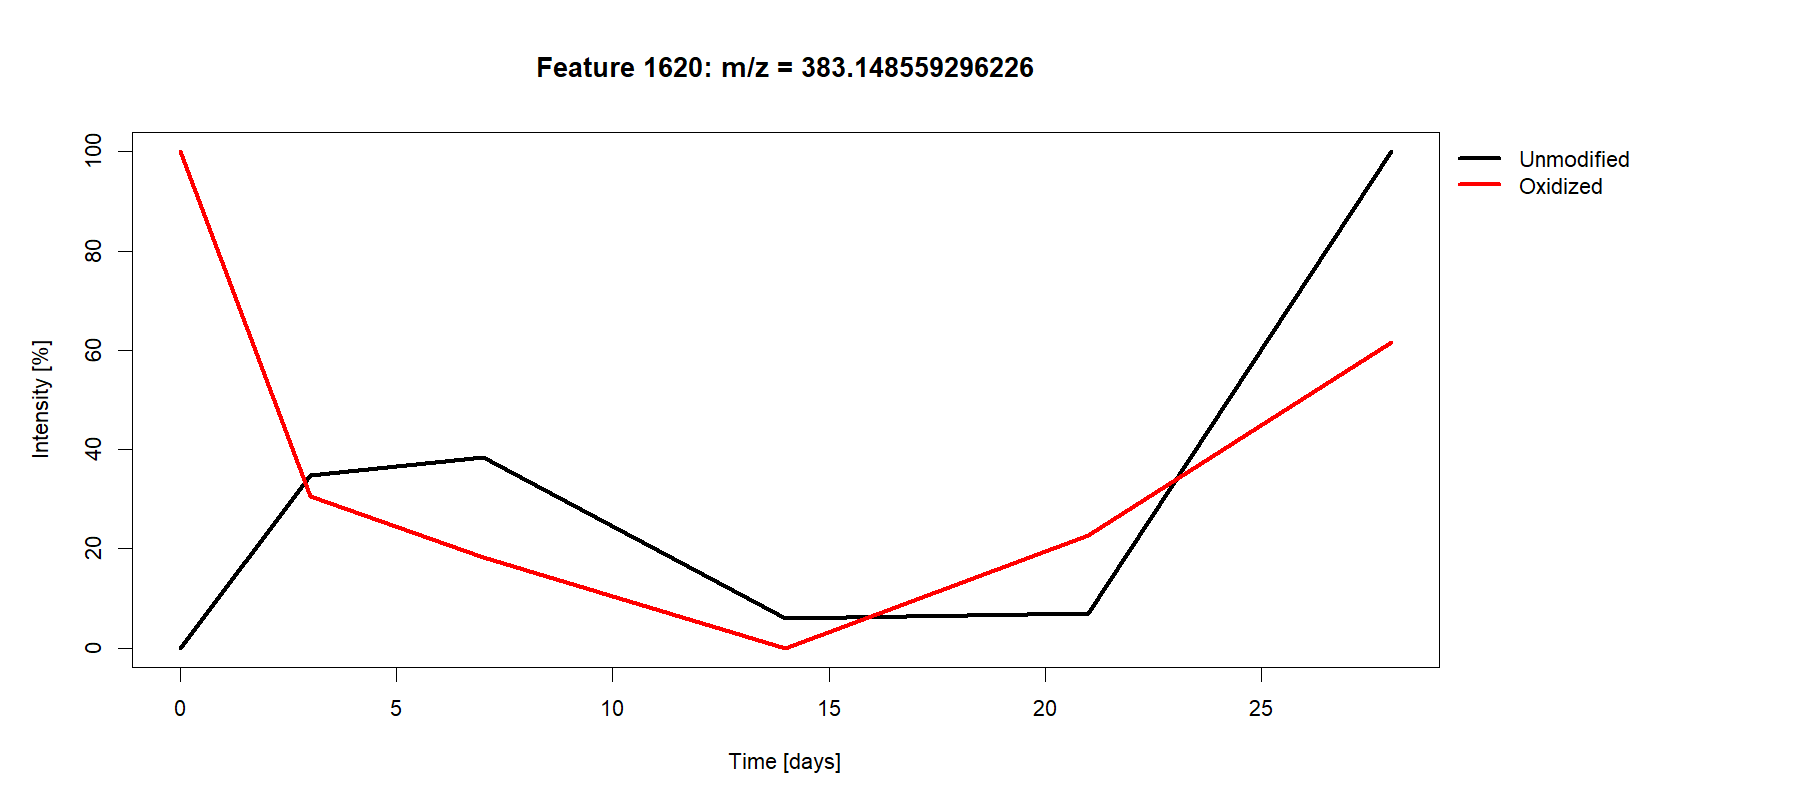 Feature 1620: m/z = 383.148559296226
Unmodified
Oxidized
Intensity [%]
100
80
60
40
20
0
0 5 10 15 20 25
Time [days]